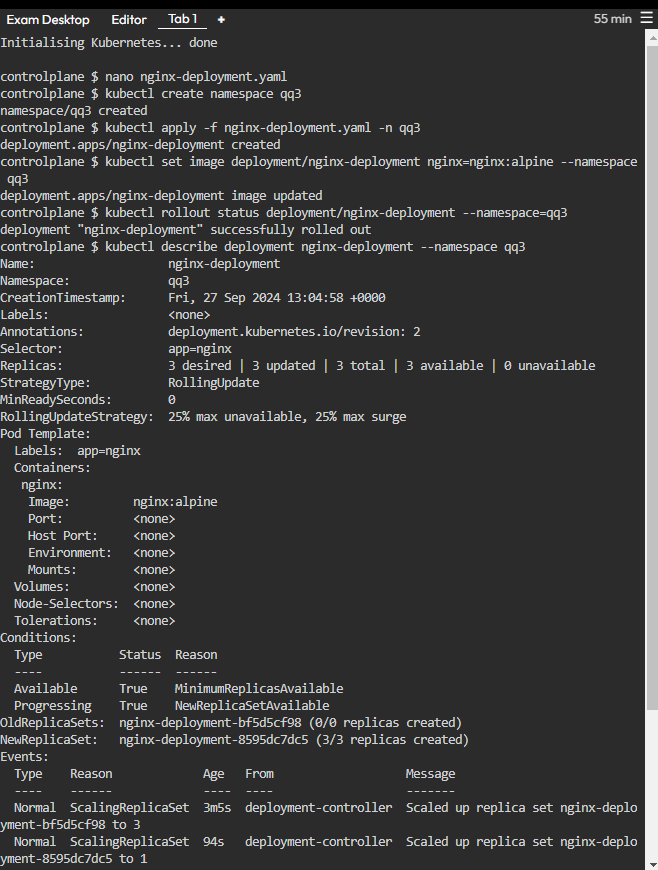 Exam Desktop Editor Tab 1 + 55 min
Initialising Kubernetes... done
controlplane $ nano nginx-deployment.yaml
controlplane $ kubectl create namespace qq3
namespace/qq3 created
controlplane $ kubectl apply -f nginx-deployment.yaml -n qq3
deployment.apps/nginx-deployment created
controlplane $ kubectl set image deployment/nginx-deployment nginx=nginx:alpine --namespace
 qq3
deployment.apps/nginx-deployment image updated
controlplane $ kubectl rollout status deployment/nginx-deployment --namespace=qq3
deployment "nginx-deployment" successfully rolled out
controlplane $ kubectl describe deployment nginx-deployment --namespace qq3
Name:                   nginx-deployment
Namespace:              qq3
CreationTimestamp:      Fri, 27 Sep 2024 13:04:58 +0000
Labels:                 <none>
Annotations:            deployment.kubernetes.io/revision: 2
Selector:               app=nginx
Replicas:               3 desired | 3 updated | 3 total | 3 available | 0 unavailable
StrategyType:           RollingUpdate
MinReadySeconds:        0
RollingUpdateStrategy:  25% max unavailable, 25% max surge
Pod Template:
  Labels:  app=nginx
  Containers:
   nginx:
    Image:         nginx:alpine
    Port:          <none>
    Host Port:     <none>
    Environment:   <none>
    Mounts:        <none>
  Volumes:         <none>
  Node-Selectors:  <none>
  Tolerations:     <none>
Conditions:
  Type           Status  Reason
  ----           ------  ------
  Available      True    MinimumReplicasAvailable
  Progressing    True    NewReplicaSetAvailable
OldReplicaSets:  nginx-deployment-bf5d5cf98 (0/0 replicas created)
NewReplicaSet:   nginx-deployment-8595dc7dc5 (3/3 replicas created)
Events:
  Type    Reason             Age   From                   Message
  ----    ------             ----  ----                   -------
  Normal  ScalingReplicaSet  3m5s  deployment-controller  Scaled up replica set nginx-deplo
yment-bf5d5cf98 to 3
  Normal  ScalingReplicaSet  94s   deployment-controller  Scaled up replica set nginx-deplo
yment-8595dc7dc5 to 1